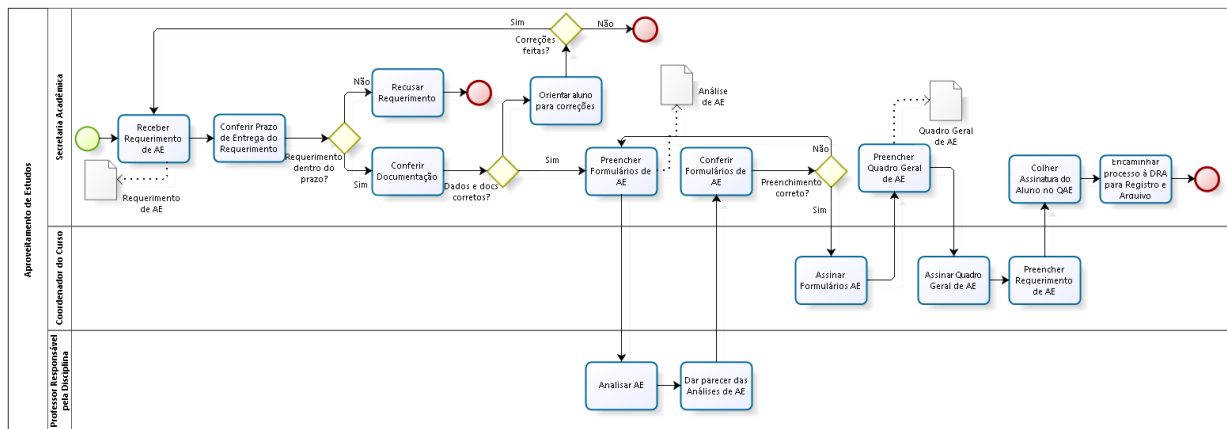 Aproveitamento de Estudos
Secretaria Acadêmica
Sim
Não
Correções
feitas?
Não
Recusar
Requerimento
Orientar aluno
para correções
Análise
de AE
Receber
Requerimento
de AE
Conferir Prazo
de Entrega do
Requerimento
Requerimento
dentro do
prazo?
Sim
Conferir
Documentação
Dados e docs
corretos?
Sim
Preencher
Formulários de
AE
Conferir
Formulários de
AE
Não
Preenchimento
correto?
Sim
Preencher
Quadro Geral
de AE
Quadro Geral
de AE
Colher
Assinatura do
Aluno no QAE
Encaminhar
processo à DRA
para Registro e
Arquivo
Requerimento
de AE
Coordenador do Curso
Assinar
Formulários AE
Assinar Quadro
Geral de AE
Preencher
Requerimento
de AE
Professor Responsável
pela Disciplina
Analisar AE
Dar parecer das
Análises de AE